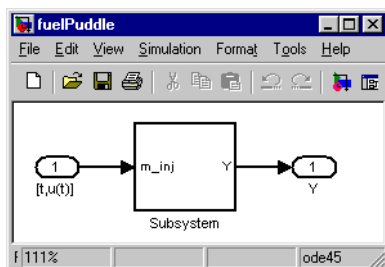 fuelPuddle
File Edit View Simulation Format Tools Help
1 m_inj Y 1
[t,u(t)] Y
Subsystem
F 111% ode45